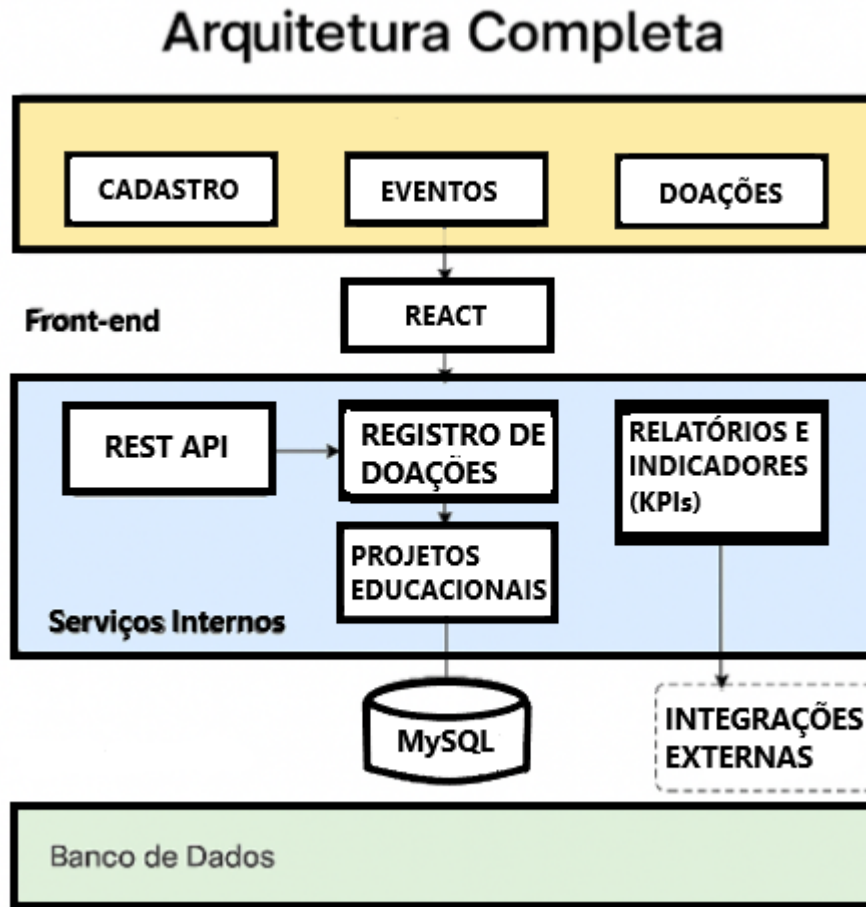 Arquitetura Completa
CADASTRO
EVENTOS
DOAÇÕES
Front-end
REACT
REST API
REGISTRO DE
DOAÇÕES
RELATÓRIOS E
INDICADORES
(KPIs)
PROJETOS
EDUCACIONAIS
Serviços Internos
MySQL
INTEGRAÇÕES
EXTERNAS
Banco de Dados